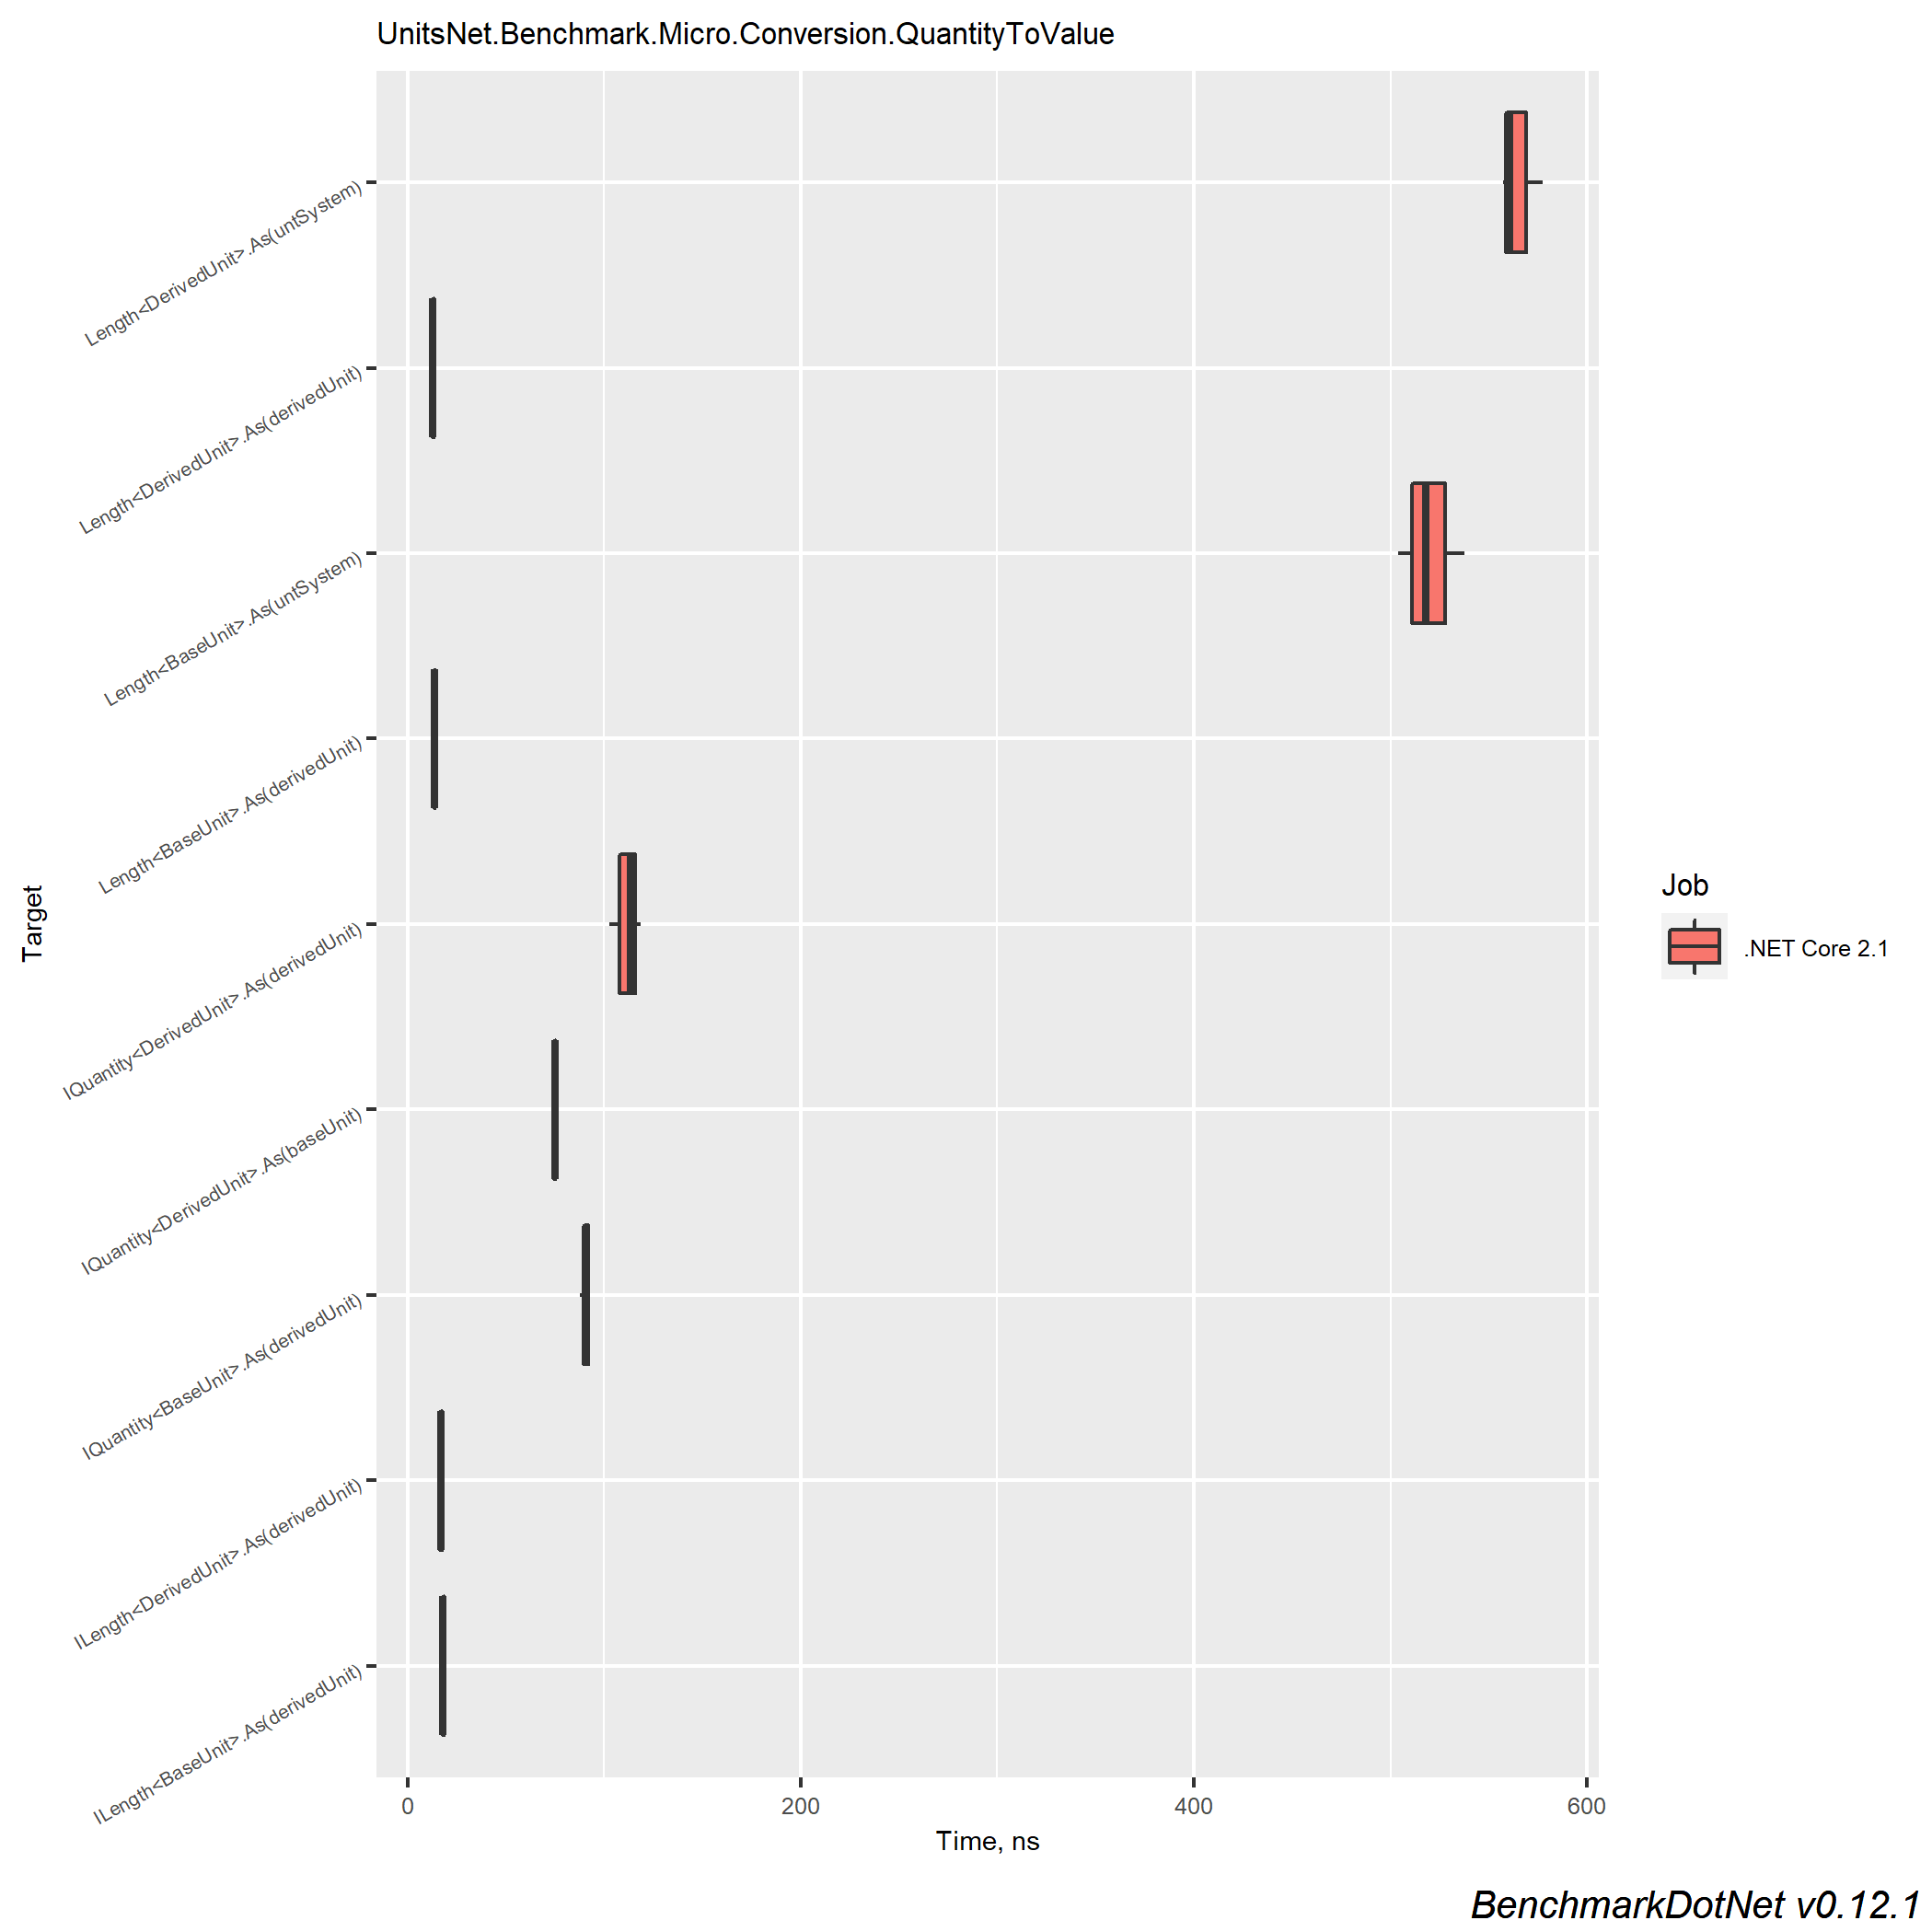 UnitsNet.Benchmark.Micro.Conversion.QuantityToValue
Length<DerivedUnit>.As(untSystem)
Length<DerivedUnit>.As(derivedUnit)
Length<BaseUnit>.As(untSystem)
Length<BaseUnit>.As(derivedUnit)
IQuantity<DerivedUnit>.As(derivedUnit)
IQuantity<DerivedUnit>.As(baseUnit)
IQuantity<BaseUnit>.As(derivedUnit)
ILength<DerivedUnit>.As(derivedUnit)
ILength<BaseUnit>.As(derivedUnit)
Target
0 200 400 600
Time, ns
Job
.NET Core 2.1
BenchmarkDotNet v0.12.1